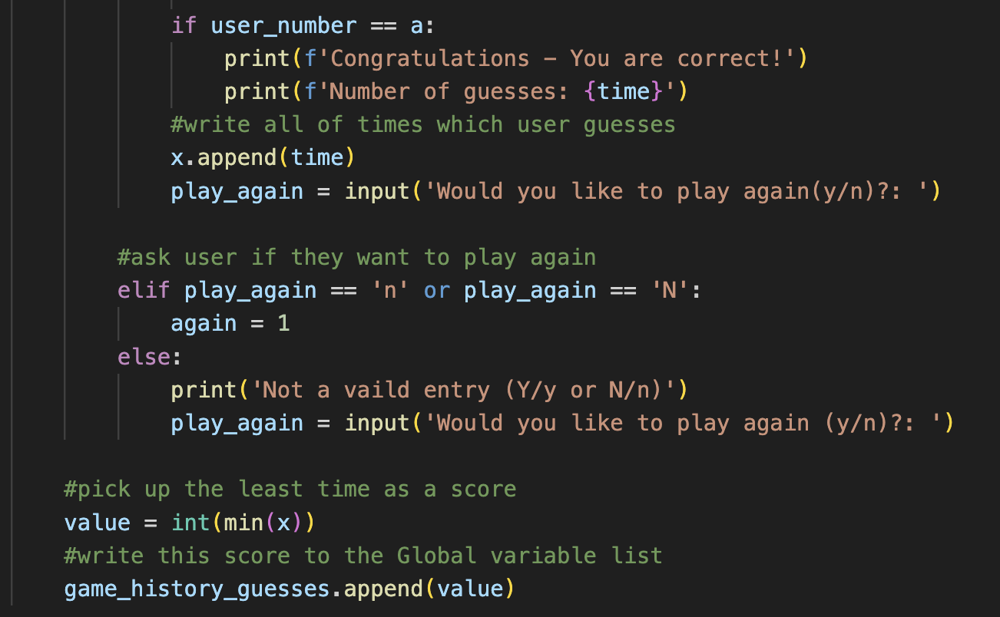 if user_number == a:
print(f'Congratulations – You are correct!')
print(f'Number of guesses: {time}')
#write all of times which user guesses
x.append(time)
play_again = input('Would you like to play again(y/n)?: ')
#ask user if they want to play again
elif play_again == 'n' or play_again == 'N':
again = 1
else:
print('Not a vaild entry (Y/y or N/n)')
play_again = input('Would you like to play again (y/n)?: ')
#pick up the least time as a score
value = int(min(x))
#write this score to the Global variable list
game_history_guesses.append(value)